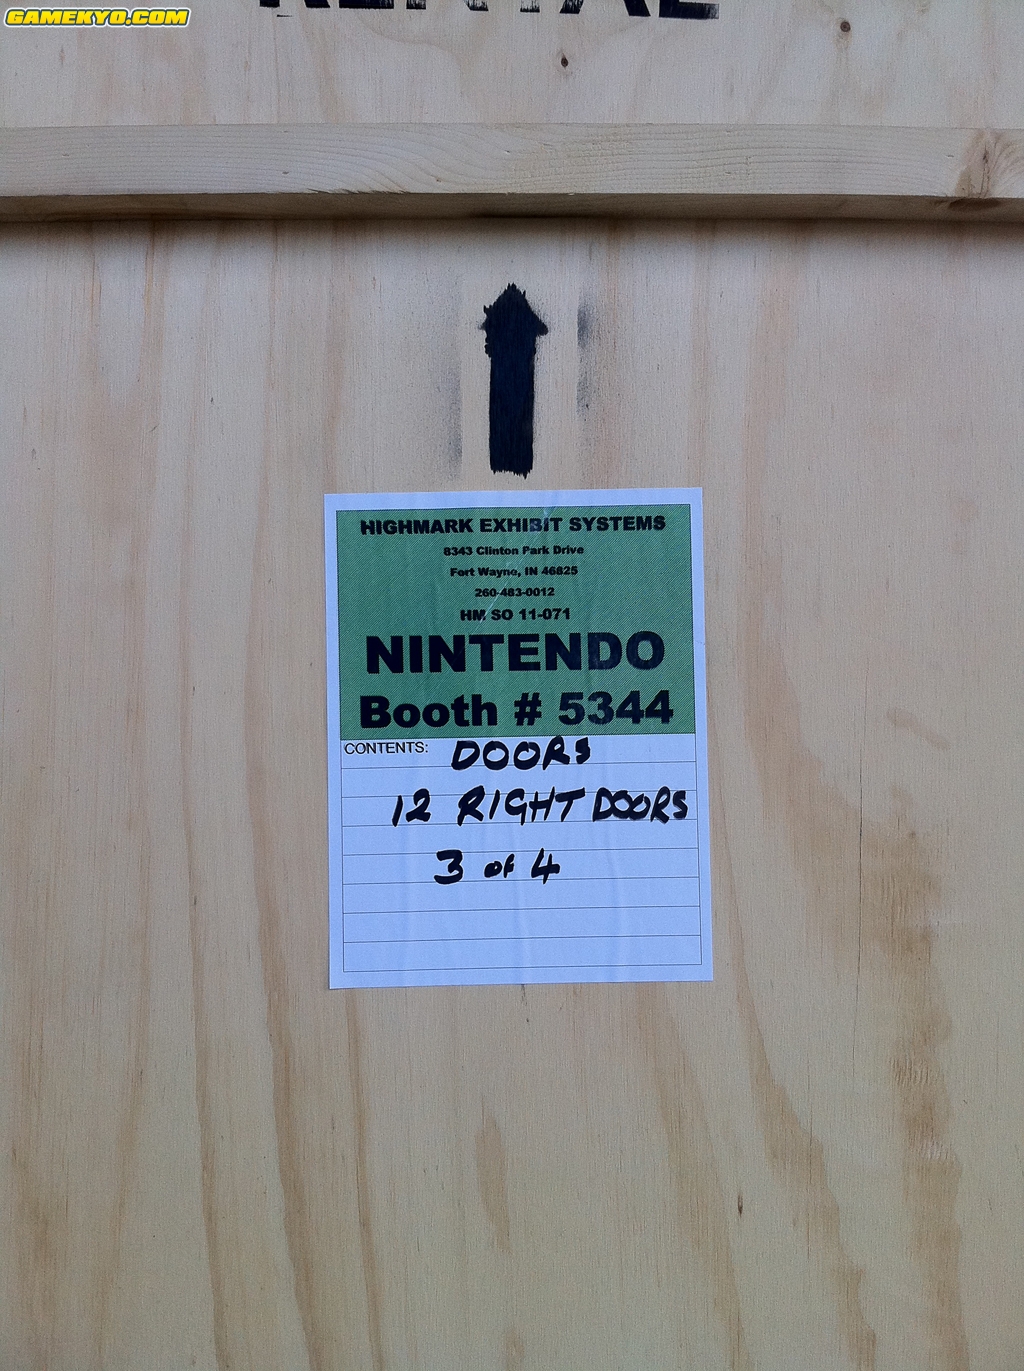 GAMEKYO.COM
HIGHMARK EXHIBIT SYSTEMS
8343 Clinton Park Drive
Fort Wayne, IN 46825
260-483-0012
HM SO 11-071
NINTENDO
Booth # 5344
CONTENTS: DOORS
12 RIGHT DOORS
3 of 4